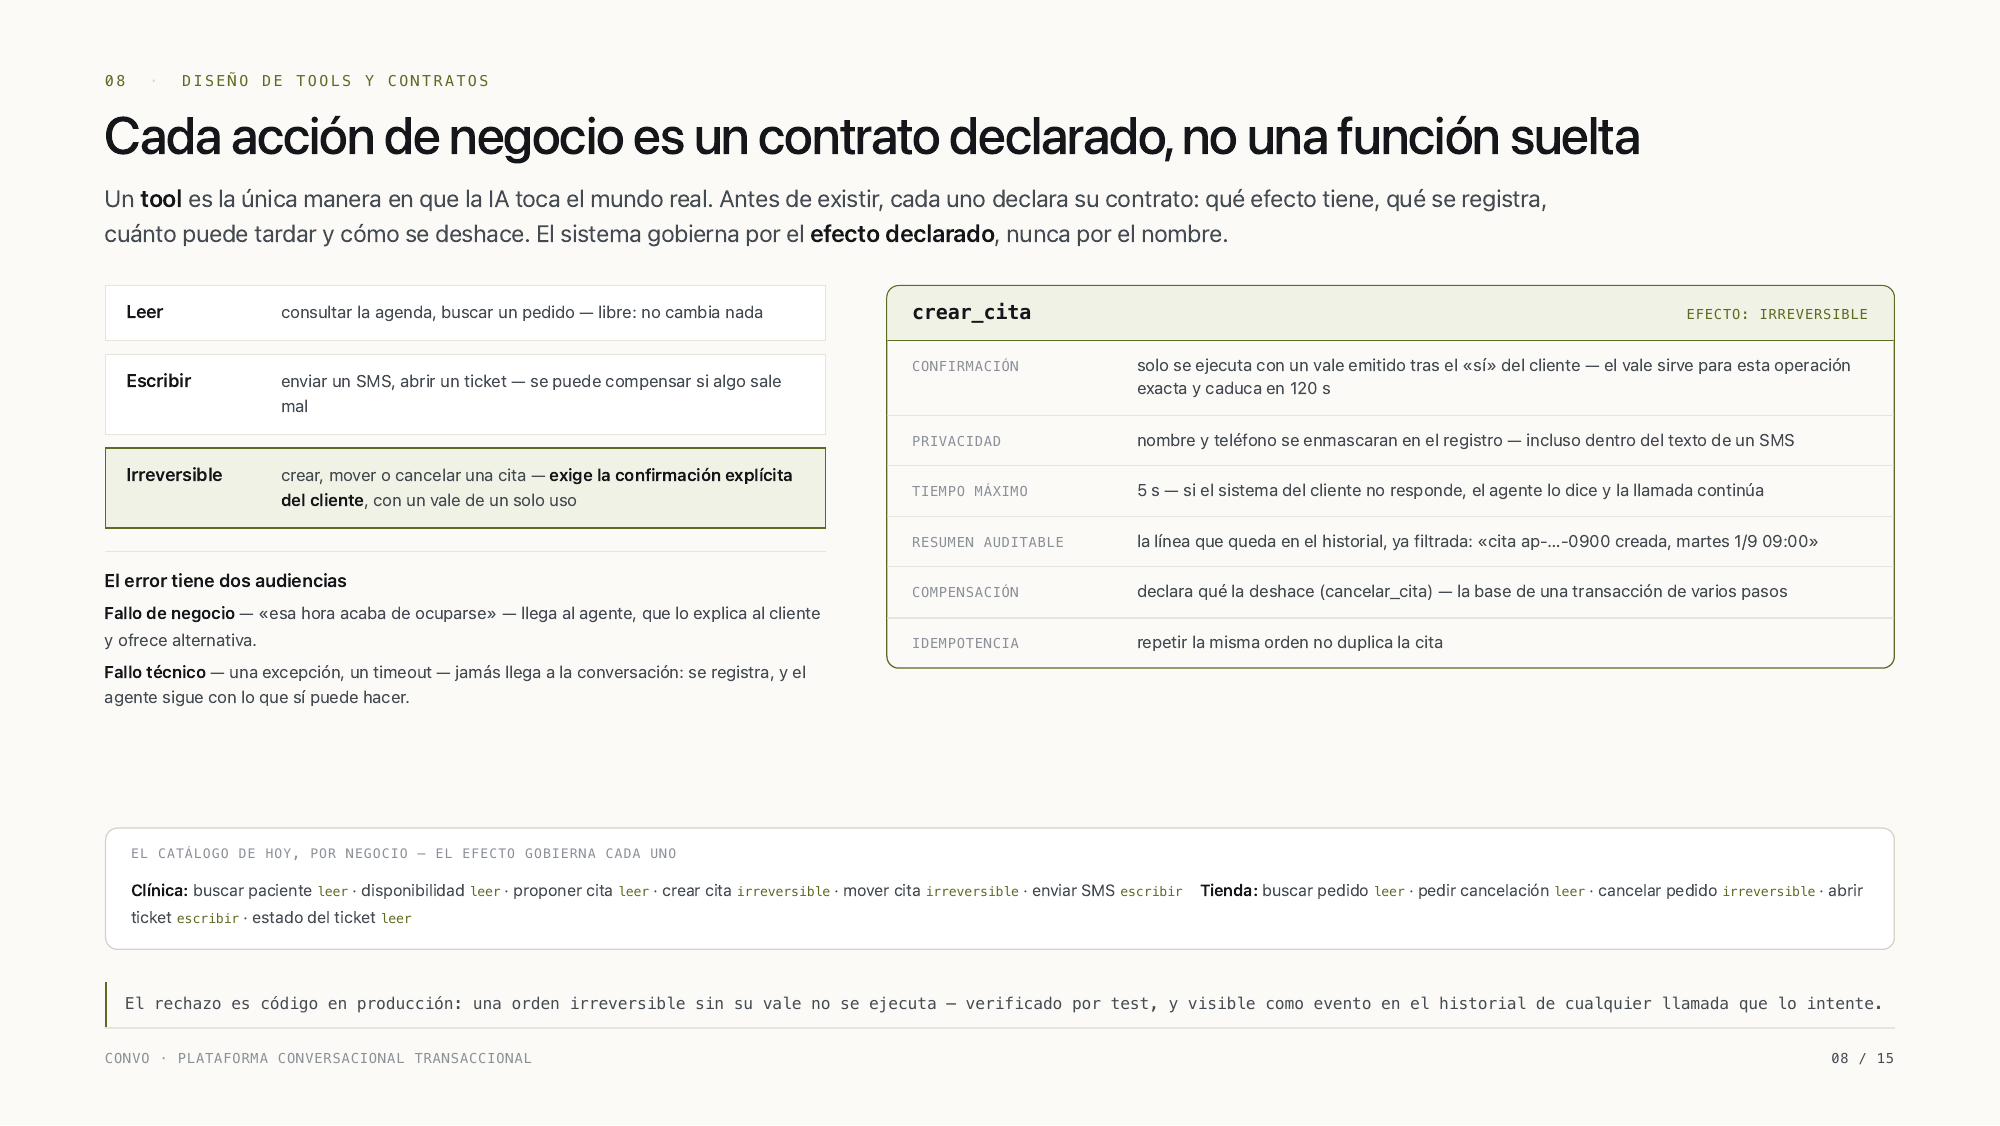 08 · DISEÑO DE TOOLS Y CONTRATOS
Cada acción de negocio es un contrato declarado, no una función suelta
Un tool es la única manera en que la IA toca el mundo real. Antes de existir, cada uno declara su contrato: qué efecto tiene, qué se registra,
cuánto puede tardar y cómo se deshace. El sistema gobierna por el efecto declarado, nunca por el nombre.
Leer consultar la agenda, buscar un pedido — libre: no cambia nada
Escribir enviar un SMS, abrir un ticket — se puede compensar si algo sale
mal
Irreversible crear, mover o cancelar una cita — exige la confirmación explícita
del cliente, con un vale de un solo uso
El error tiene dos audiencias
Fallo de negocio — «esa hora acaba de ocuparse» — llega al agente, que lo explica al cliente
y ofrece alternativa.
Fallo técnico — una excepción, un timeout — jamás llega a la conversación: se registra, y el
agente sigue con lo que sí puede hacer.
crear_cita EFECTO: IRREVERSIBLE
CONFIRMACIÓN solo se ejecuta con un vale emitido tras el «sí» del cliente — el vale sirve para esta operación
exacta y caduca en 120 s
PRIVACIDAD nombre y teléfono se enmascaran en el registro — incluso dentro del texto de un SMS
TIEMPO MÁXIMO 5 s — si el sistema del cliente no responde, el agente lo dice y la llamada continúa
RESUMEN AUDITABLE la línea que queda en el historial, ya filtrada: «cita ap-…-0900 creada, martes 1/9 09:00»
COMPENSACIÓN declara qué la deshace (cancelar_cita) — la base de una transacción de varios pasos
IDEMPOTENCIA repetir la misma orden no duplica la cita
EL CATÁLOGO DE HOY, POR NEGOCIO — EL EFECTO GOBIERNA CADA UNO
Clínica: buscar paciente leer · disponibilidad leer · proponer cita leer · crear cita irreversible · mover cita irreversible · enviar SMS escribir Tienda: buscar pedido leer · pedir cancelación leer · cancelar pedido irreversible · abrir
ticket escribir · estado del ticket leer
El rechazo es código en producción: una orden irreversible sin su vale no se ejecuta — verificado por test, y visible como evento en el historial de cualquier llamada que lo intente.
CONVO · PLATAFORMA CONVERSACIONAL TRANSACCIONAL 08 / 15